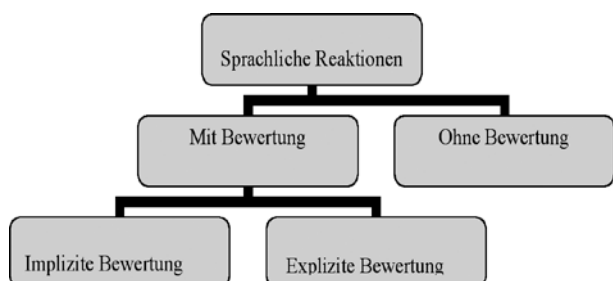 Sprachliche Reaktionen
Mit Bewertung
Ohne Bewertung
Implizite Bewertung
Explizite Bewertung